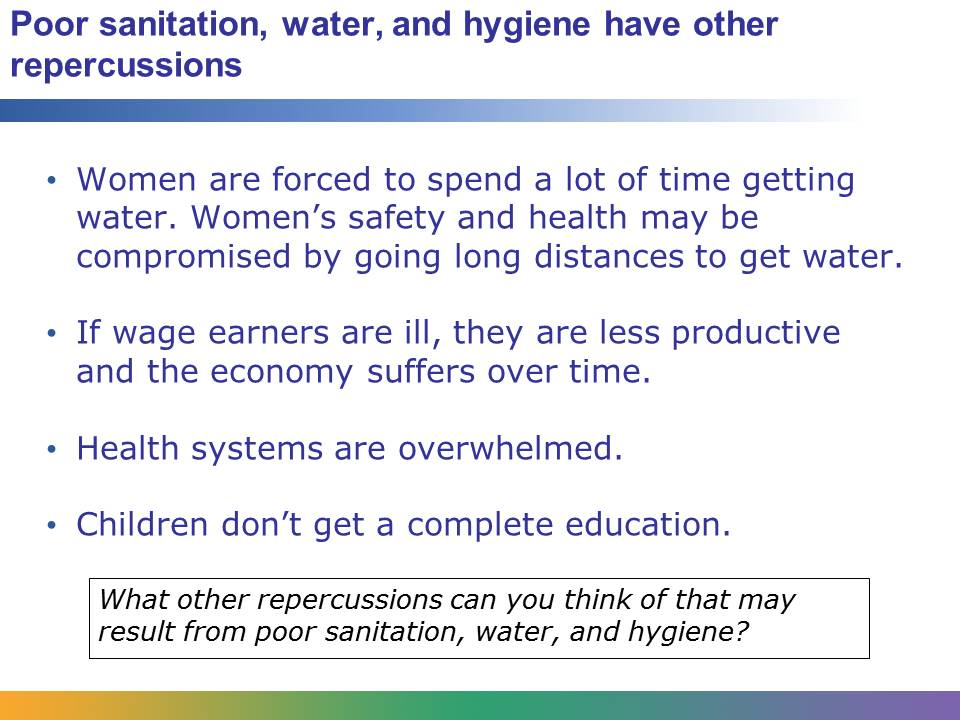 Poor sanitation, water, and hygiene have other
repercussions
• Women are forced to spend a lot of time getting
water. Women’s safety and health may be
compromised by going long distances to get water.
• If wage earners are ill, they are less productive
and the economy suffers over time.
• Health systems are overwhelmed.
• Children don’t get a complete education.
What other repercussions can you think of that may
result from poor sanitation, water, and hygiene?